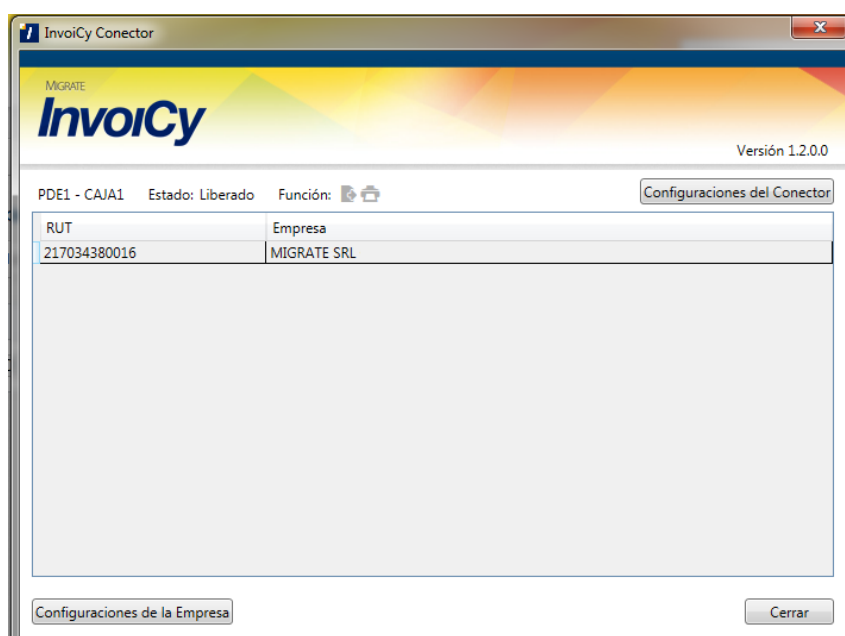 InvoiCy Conector
MIGRATE
InvoiCy
Versión 1.2.0.0
PDE1 - CAJA1 Estado: Liberado Función: Configuraciones del Conector
RUT Empresa
217034380016 MIGRATE SRL
Configuraciones de la Empresa Cerrar